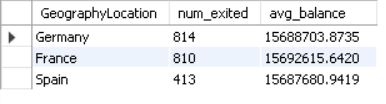 GeographyLocation num_exited avg_balance
Germany 814 15688703.8735
France 810 15692615.6420
Spain 413 15687680.9419